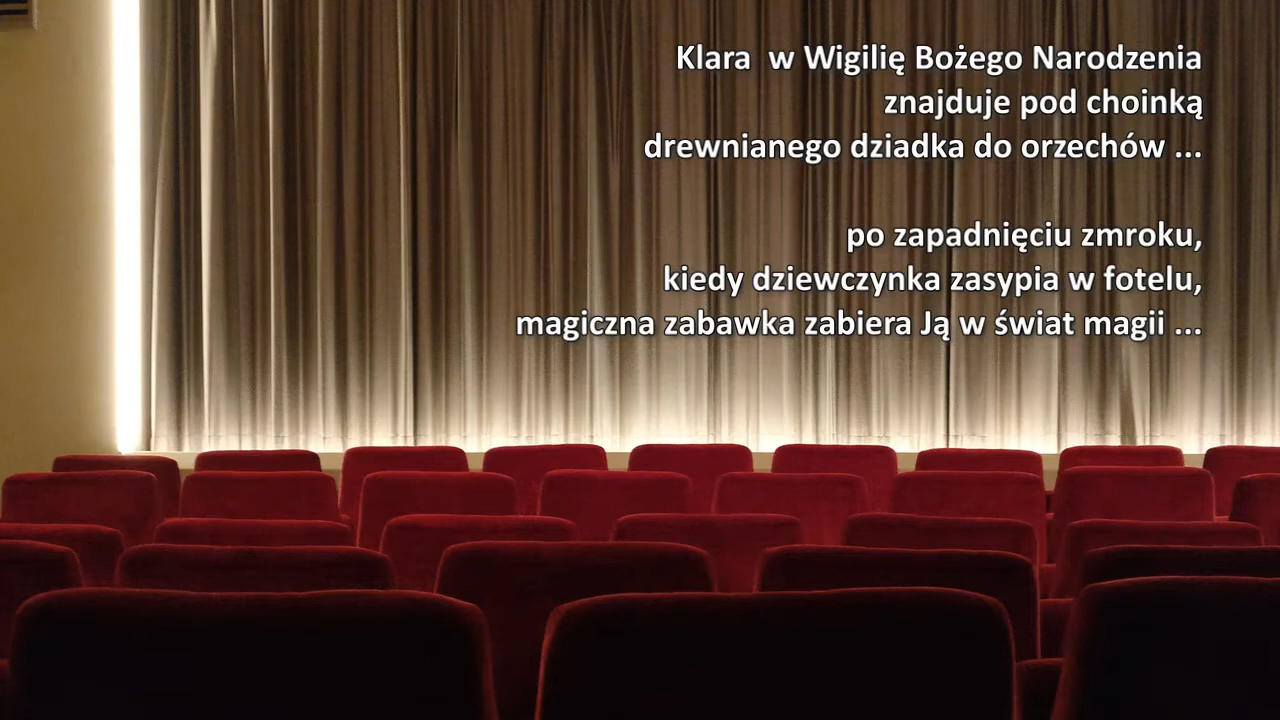 Klara  w Wigilię Bożego Narodzenia
znajduje pod choinką
drewnianego dziadka do orzechów ...
po zapadnięciu zmroku,
kiedy dziewczynka zasypia w fotelu,
magiczna zabawka zabiera Ją w świat magii ...